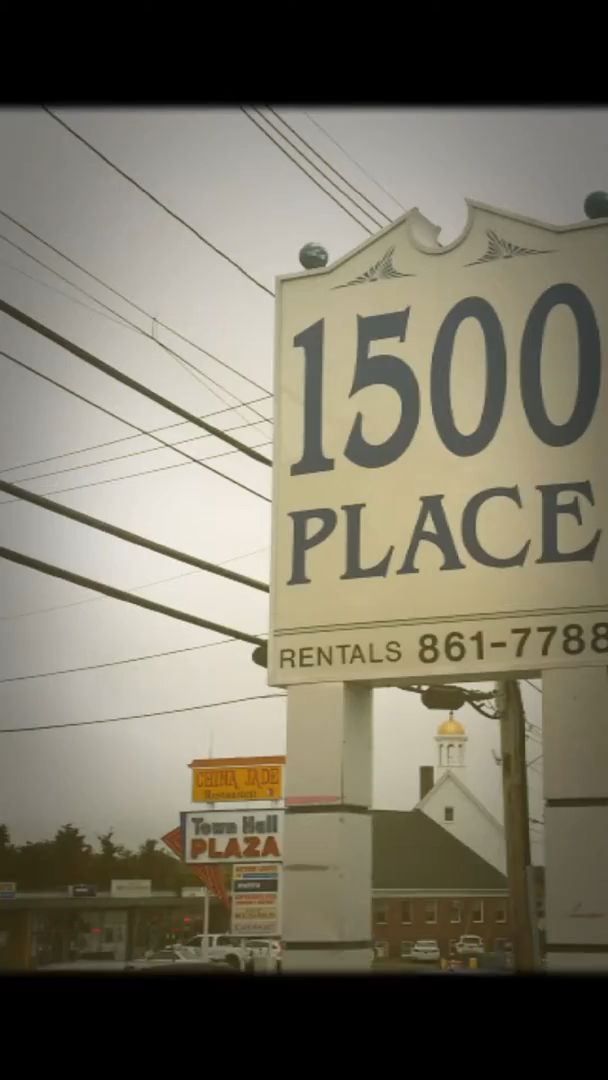 1500
PLACE
RENTALS 861-7788
CHINA JADE
Restaurant
Town Hall
PLAZA